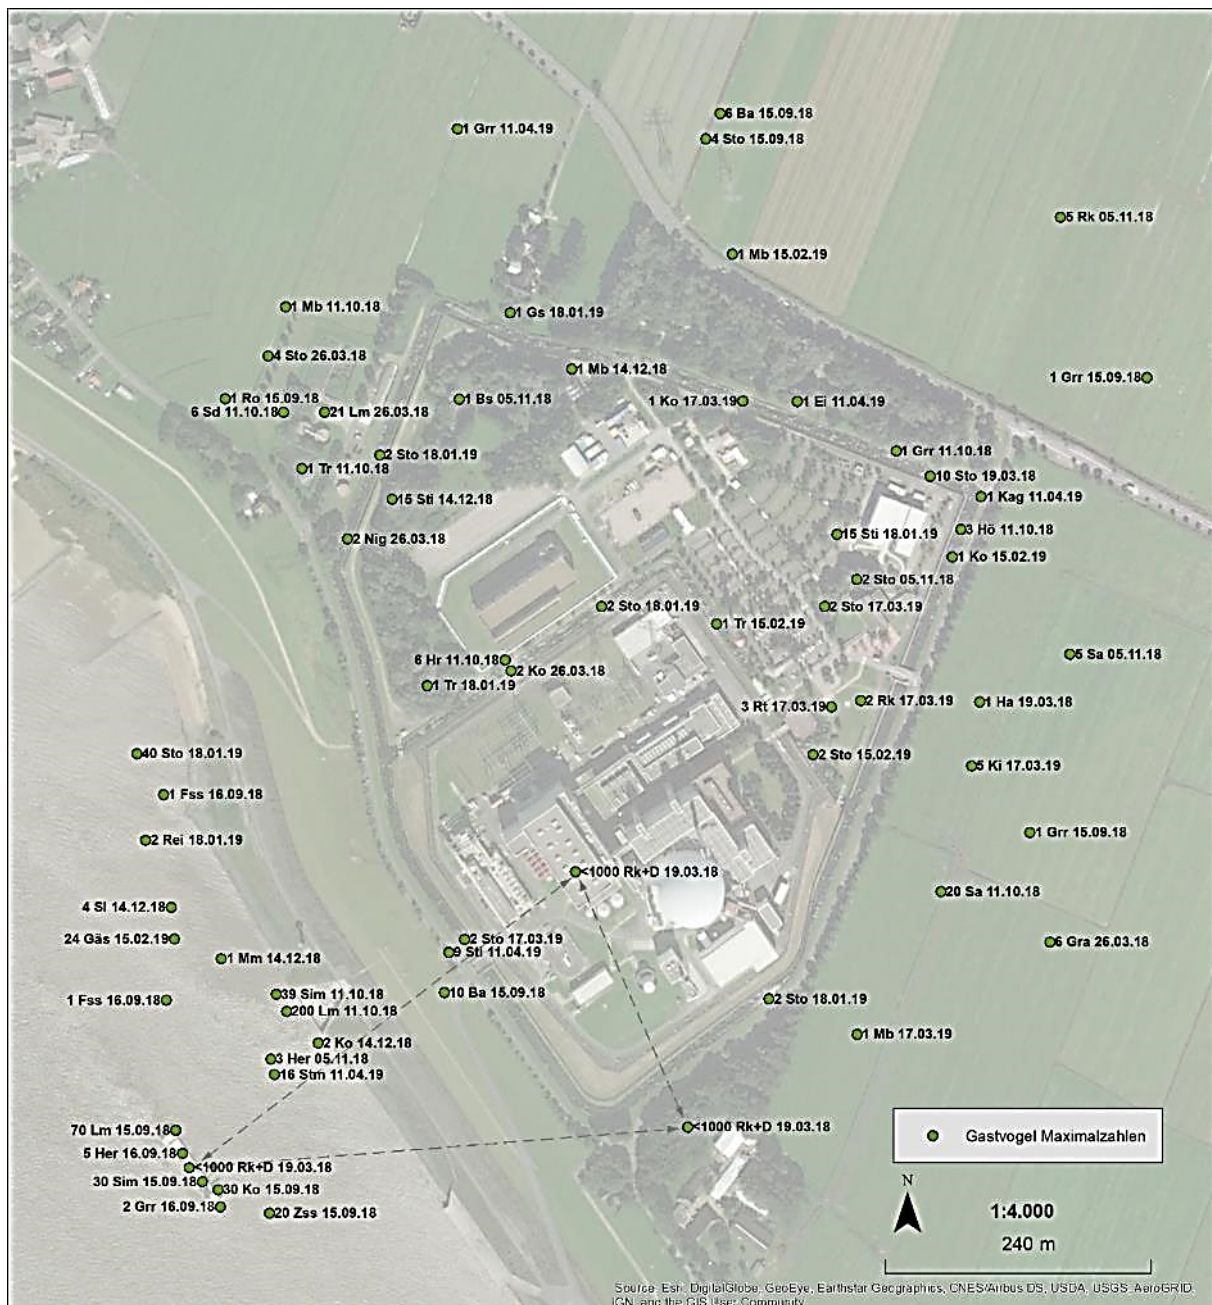 6 Ba 15.09.18
1 Grr 11.04.19
4 Sto 15.09.18
5 Rk 05.11.18
1 Mb 15.02.19
1 Mb 11.10.18
1 Gs 18.01.19
4 Sto 26.03.18
1 Mb 14.12.18
1 Grr 15.09.18
1 Ro 15.09.18
1 Bs 05.11.18
1 Ko 17.03.19
1 Ei 11.04.19
6 Sd 11.10.18
21 Lm 26.03.18
1 Grr 11.10.18
2 Sto 18.01.19
1 Tr 11.10.18
10 Sto 19.03.18
1 Kag 11.04.19
15 Sti 14.12.18
3 Hö 11.10.18
15 Sti 18.01.19
2 Nig 26.03.18
1 Ko 15.02.19
2 Sto 05.11.18
2 Sto 18.01.19
2 Sto 17.03.19
1 Tr 15.02.19
5 Sa 05.11.18
6 Hr 11.10.18
2 Ko 26.03.18
1 Tr 18.01.19
2 Rk 17.03.19
1 Ha 19.03.18
3 Rt 17.03.19
40 Sto 18.01.19
2 Sto 15.02.19
5 Ki 17.03.19
1 Fss 16.09.18
1 Grr 15.09.18
2 Rei 18.01.19
<1000 Rk+D 19.03.18
20 Sa 11.10.18
4 Sl 14.12.18
24 Gäs 15.02.19
2 Sto 17.03.19
6 Gra 26.03.18
9 Sti 11.04.19
1 Mm 14.12.18
39 Sim 11.10.18
10 Ba 15.09.18
1 Fss 16.09.18
2 Sto 18.01.19
200 Lm 11.10.18
1 Mb 17.03.19
2 Ko 14.12.18
3 Her 05.11.18
16 Stm 11.04.19
70 Lm 15.09.18
<1000 Rk+D 19.03.18
Gastvogel Maximalzahlen
5 Her 16.09.18
<1000 Rk+D 19.03.18
30 Sim 15.09.18
30 Ko 15.09.18
2 Grr 16.09.18
20 Zss 15.09.18
N
1:4.000
240 m
Source: Esri, DigitalGlobe, GeoEye, Earthstar Geographics, CNES/Airbus DS, USDA, USGS, AeroGRID,
IGN, and the GIS User Community